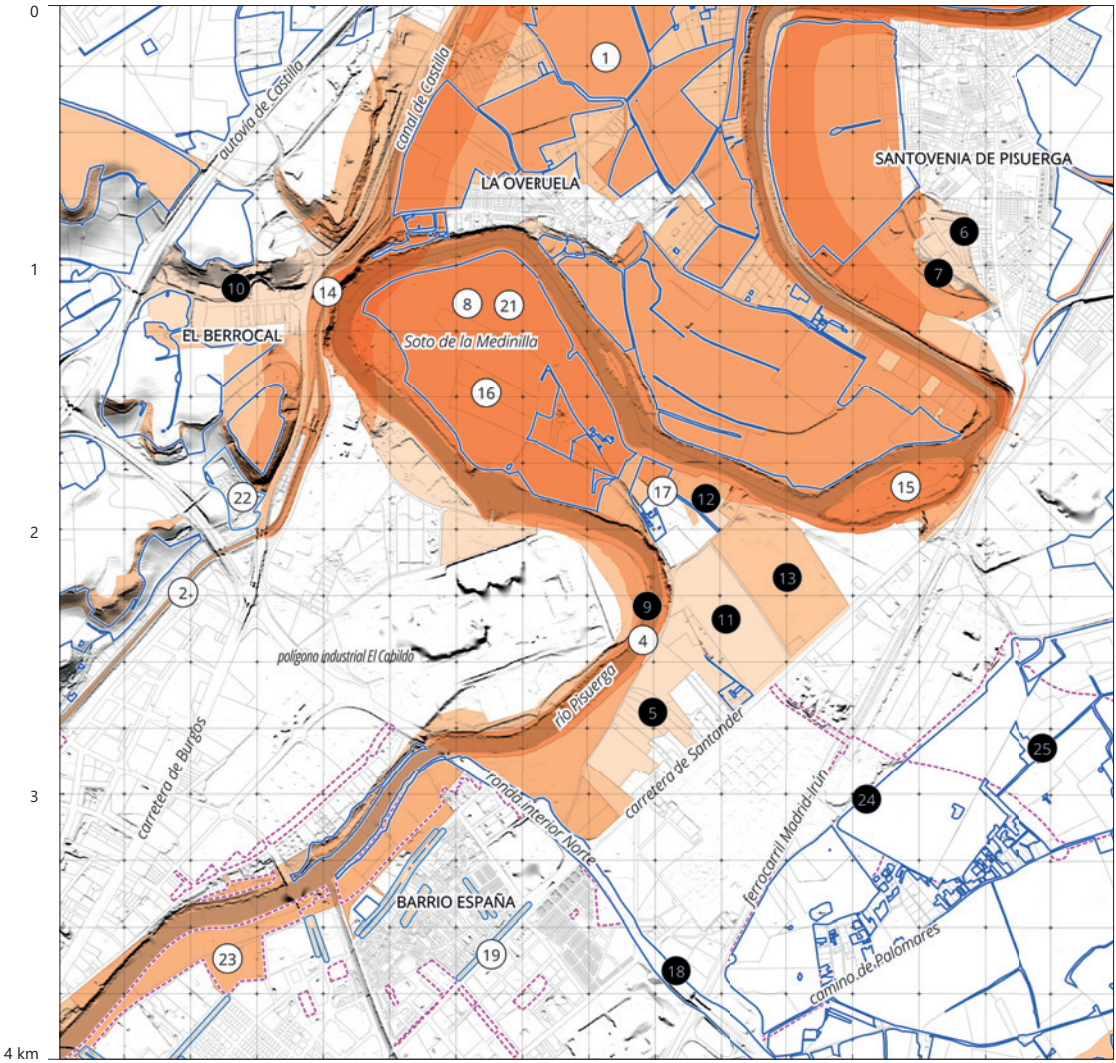 0
1
autovía de Castilla
canal de Castilla
SANTOVENIA DE PISUERGA
LA OVERUELA
6
7
1
10
14
8
21
EL BERROCAL
Soto de la Medinilla
16
22
17
12
15
2
2
13
9
11
4
polígono industrial El Cabildo
río Pisuerga
5
carretera de Santander
25
carretera de Burgos
ronda interior Norte
ferrocarril Madrid-Irún
24
3
BARRIO ESPAÑA
23
19
18
camino de Palomares
4 km